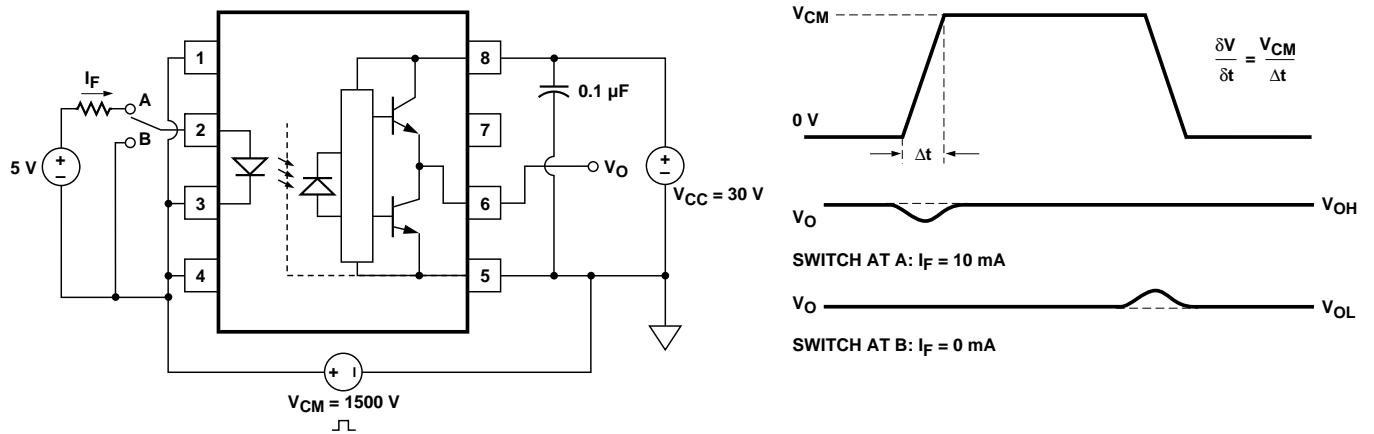 1
2
3
4
8
7
6
5
I_F
A
B
5 V
+
−
0.1 µF
V_O
+
−
V_CC = 30 V
+ −
V_CM = 1500 V
V_CM
0 V
Δt
δV/δt = V_CM/Δt
V_O
V_OH
SWITCH AT A: I_F = 10 mA
V_O
V_OL
SWITCH AT B: I_F = 0 mA